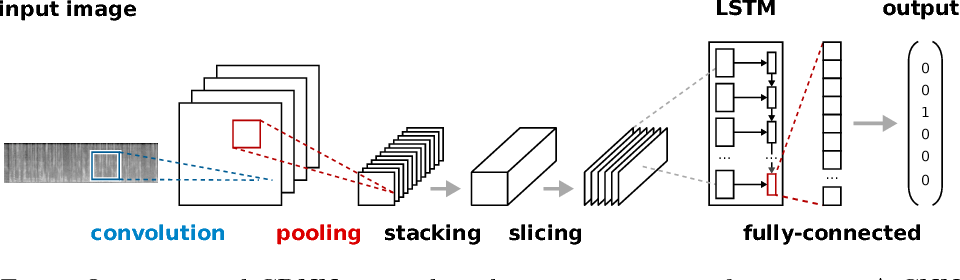 input image
LSTM
output
0
0
1
0
0
0
...
...
...
convolution
pooling
stacking
slicing
fully-connected